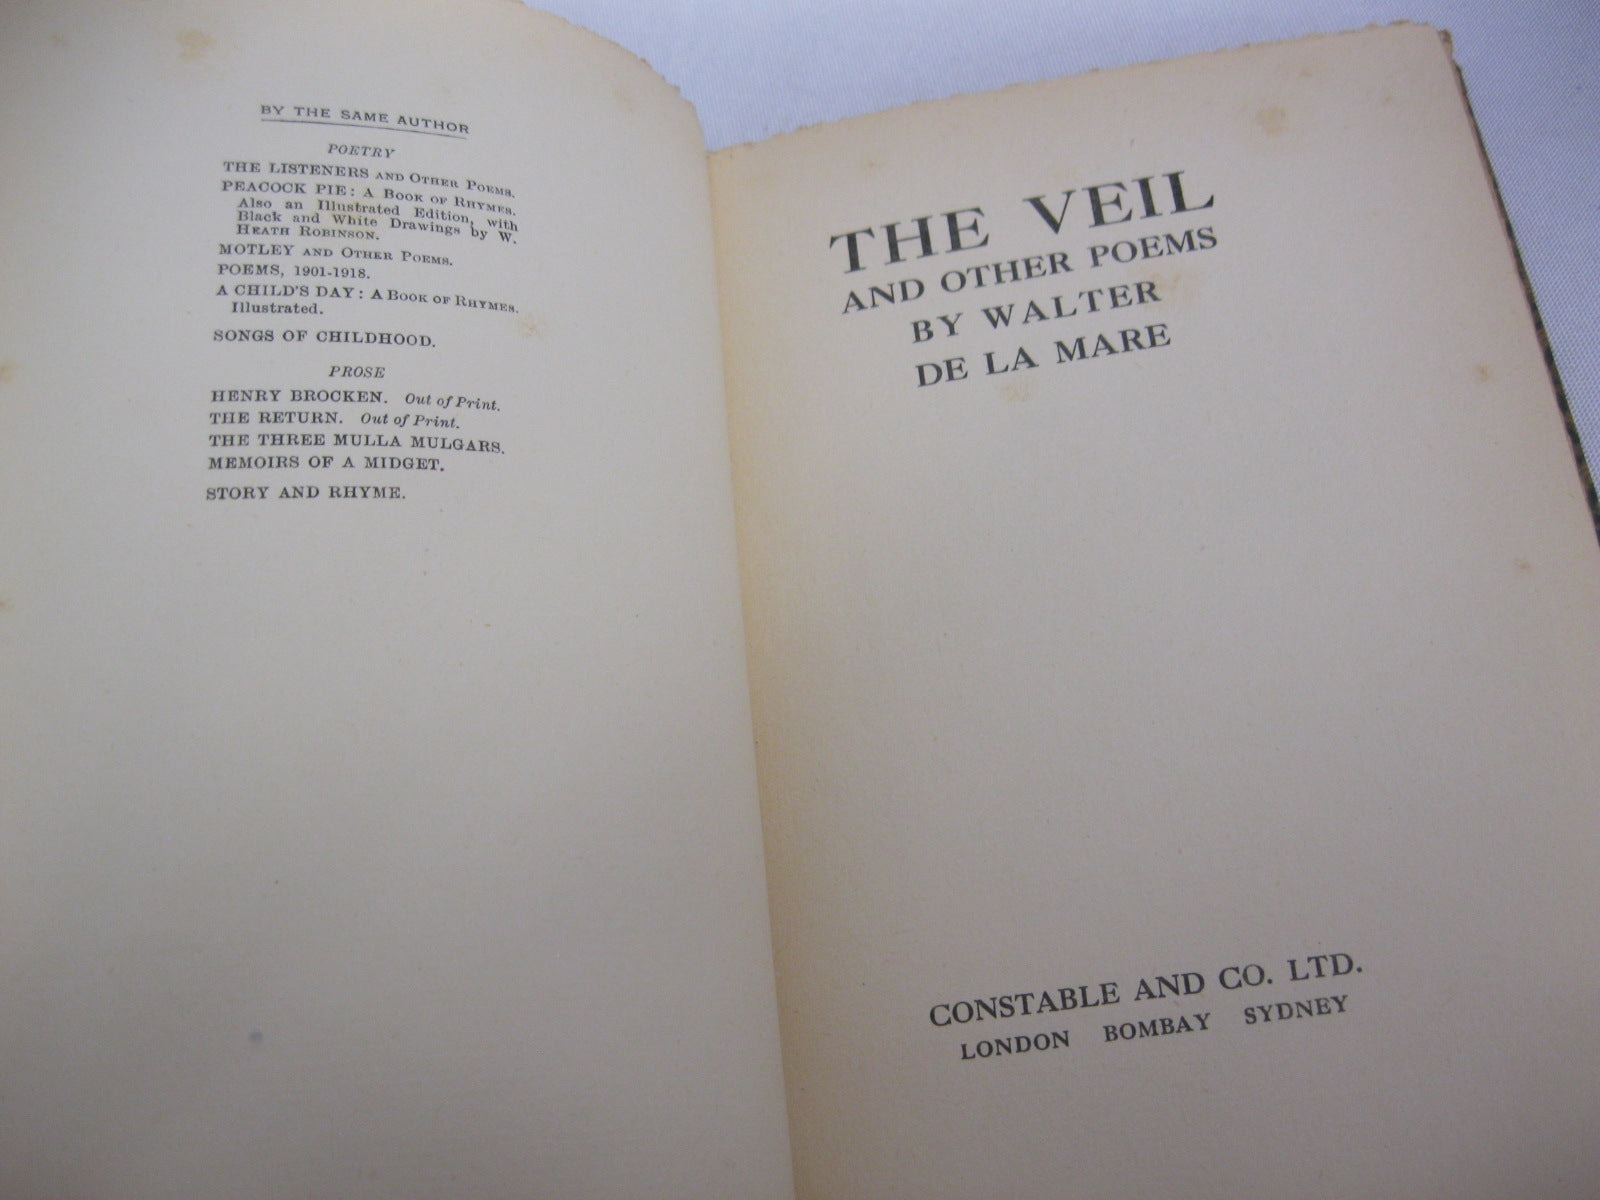 BY THE SAME AUTHOR
POETRY
THE LISTENERS AND OTHER POEMS.
PEACOCK PIE: A BOOK OF RHYMES.
Also an Illustrated Edition, with
Black and White Drawings by W.
HEATH ROBINSON.
MOTLEY AND OTHER POEMS.
POEMS, 1901-1918.
A CHILD'S DAY: A BOOK OF RHYMES.
Illustrated.
SONGS OF CHILDHOOD.
PROSE
HENRY BROCKEN. Out of Print.
THE RETURN. Out of Print.
THE THREE MULLA MULGARS.
MEMOIRS OF A MIDGET.
STORY AND RHYME.
THE VEIL
AND OTHER POEMS
BY WALTER
DE LA MARE
CONSTABLE AND CO. LTD.
LONDON BOMBAY SYDNEY